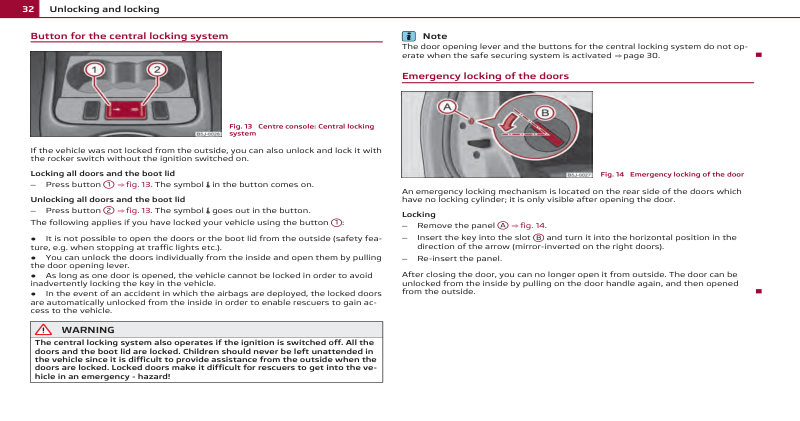 32 Unlocking and locking
Button for the central locking system
1 2
Fig. 13 Centre console: Central locking
system
If the vehicle was not locked from the outside, you can also unlock and lock it with
the rocker switch without the ignition switched on.
Locking all doors and the boot lid
– Press button 1 ⇒ fig. 13. The symbol in the button comes on.
Unlocking all doors and the boot lid
– Press button 2 ⇒ fig. 13. The symbol goes out in the button.
The following applies if you have locked your vehicle using the button 1:
● It is not possible to open the doors or the boot lid from the outside (safety fea-
ture, e.g. when stopping at traffic lights etc.).
● You can unlock the doors individually from the inside and open them by pulling
the door opening lever.
● As long as one door is opened, the vehicle cannot be locked in order to avoid
inadvertently locking the key in the vehicle.
● In the event of an accident in which the airbags are deployed, the locked doors
are automatically unlocked from the inside in order to enable rescuers to gain ac-
cess to the vehicle.
WARNING
The central locking system also operates if the ignition is switched off. All the
doors and the boot lid are locked. Children should never be left unattended in
the vehicle since it is difficult to provide assistance from the outside when the
doors are locked. Locked doors make it difficult for rescuers to get into the ve-
hicle in an emergency - hazard!
i Note
The door opening lever and the buttons for the central locking system do not op-
erate when the safe securing system is activated ⇒ page 30.
Emergency locking of the doors
A B
Fig. 14 Emergency locking of the door
An emergency locking mechanism is located on the rear side of the doors which
have no locking cylinder; it is only visible after opening the door.
Locking
– Remove the panel A ⇒ fig. 14.
– Insert the key into the slot B and turn it into the horizontal position in the
direction of the arrow (mirror-inverted on the right doors).
– Re-insert the panel.
After closing the door, you can no longer open it from outside. The door can be
unlocked from the inside by pulling on the door handle again, and then opened
from the outside.